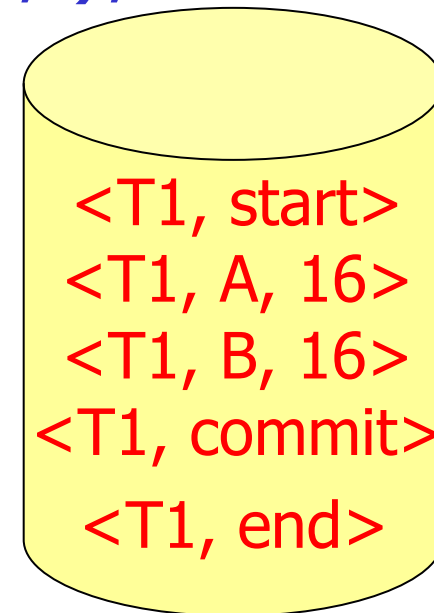 <T1, start>
<T1, A, 16>
<T1, B, 16>
<T1, commit>
<T1, end>